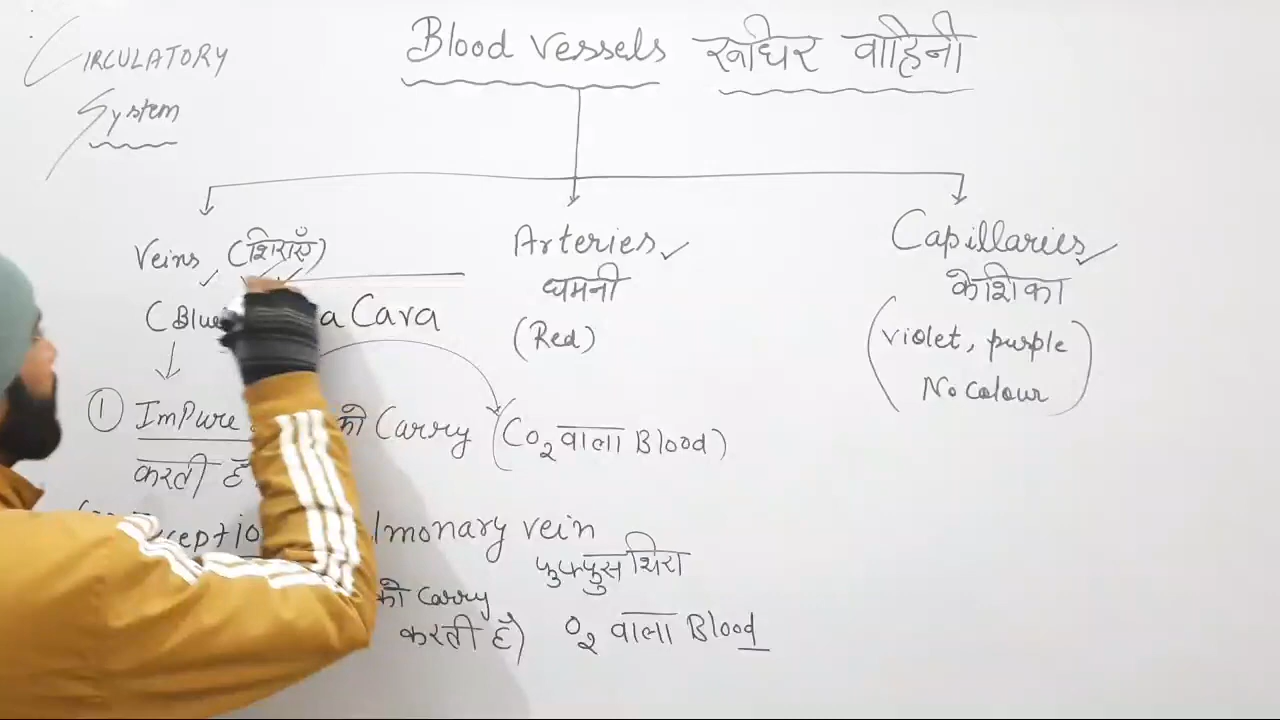 CIRCULATORY
System
Blood vessels रूधिर वाहिनी
Veins (शिराएँ)
(Blue
a Cava
Arteries
धमनी
(Red)
Capillaries
केशिका
(violet, purple
No colour)
① ImPure को Carry (CO2 वाला Blood)
करती है
lmonary vein
फुफ्फुस शिरा
को Carry
करती है) O2 वाला Blood